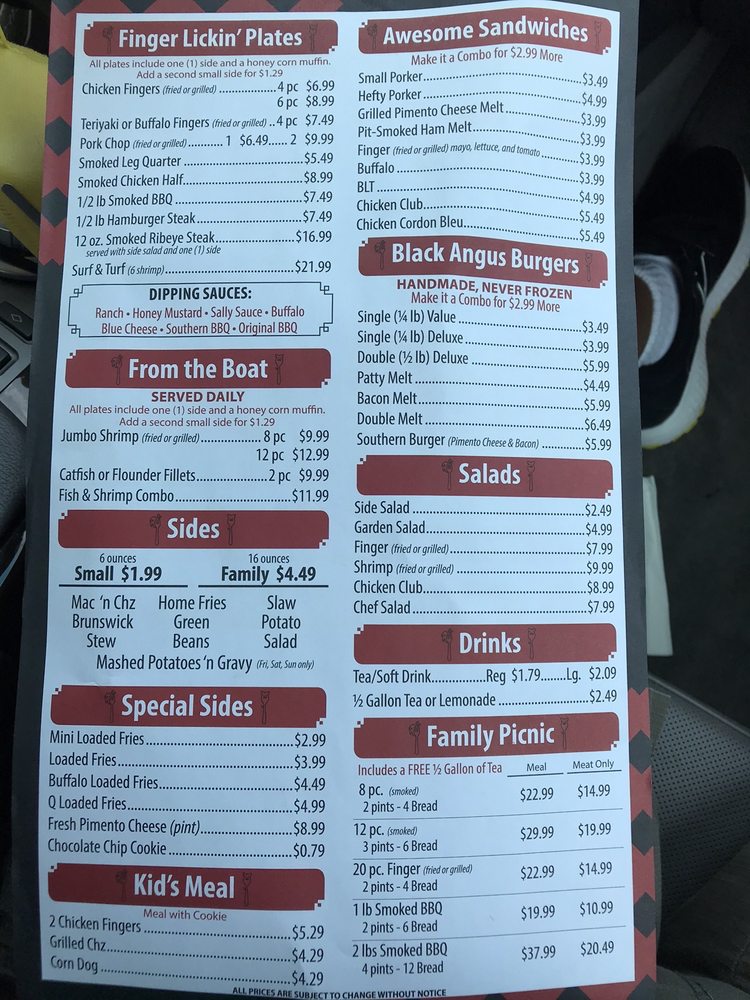 Finger Lickin' Plates
All plates include one (1) side and a honey corn muffin.
Add a second small side for $1.29
Chicken Fingers (fried or grilled) .................. 4 pc $6.99
6 pc $8.99
Teriyaki or Buffalo Fingers (fried or grilled) .. 4 pc $7.49
Pork Chop (fried or grilled)........... 1 $6.49...... 2 $9.99
Smoked Leg Quarter ....................................$5.49
Smoked Chicken Half....................................$8.99
1/2 lb Smoked BBQ ....................................$7.49
1/2 lb Hamburger Steak...............................$7.49
12 oz. Smoked Ribeye Steak........................$16.99
served with side salad and one (1) side
Surf & Turf (6 shrimp)....................................$21.99
DIPPING SAUCES:
Ranch • Honey Mustard • Sally Sauce • Buffalo
Blue Cheese • Southern BBQ • Original BBQ
From the Boat
SERVED DAILY
All plates include one (1) side and a honey corn muffin.
Add a second small side for $1.29
Jumbo Shrimp (fried or grilled)................... 8 pc $9.99
12 pc $12.99
Catfish or Flounder Fillets..................... 2 pc $9.99
Fish & Shrimp Combo....................................$11.99
Sides
6 ounces 16 ounces
Small $1.99 Family $4.49
Mac 'n Chz Home Fries Slaw
Brunswick Green Potato
Stew Beans Salad
Mashed Potatoes 'n Gravy (Fri, Sat, Sun only)
Special Sides
Mini Loaded Fries....................................$2.99
Loaded Fries....................................$3.99
Buffalo Loaded Fries....................................$4.49
Q Loaded Fries....................................$4.99
Fresh Pimento Cheese (pint)........................$8.99
Chocolate Chip Cookie ................................$0.79
Kid's Meal
Meal with Cookie
2 Chicken Fingers ....................................$5.29
Grilled Chz....................................$4.29
Corn Dog ....................................$4.29
Awesome Sandwiches
Make it a Combo for $2.99 More
Small Porker....................................$3.49
Hefty Porker....................................$4.99
Grilled Pimento Cheese Melt........................$3.99
Pit-Smoked Ham Melt................................$3.99
Finger (fried or grilled) mayo, lettuce, and tomato ............$3.99
Buffalo ....................................$3.99
BLT ....................................$4.99
Chicken Club....................................$5.49
Chicken Cordon Bleu................................$5.49
Black Angus Burgers
HANDMADE, NEVER FROZEN
Make it a Combo for $2.99 More
Single (¼ lb) Value ....................................$3.49
Single (¼ lb) Deluxe....................................$3.99
Double (½ lb) Deluxe ................................$5.99
Patty Melt ....................................$4.49
Bacon Melt....................................$5.99
Double Melt ....................................$6.49
Southern Burger (Pimento Cheese & Bacon) ..............$5.99
Salads
Side Salad ....................................$2.49
Garden Salad....................................$4.99
Finger (fried or grilled)....................................$7.99
Shrimp (fried or grilled) ................................$9.99
Chicken Club....................................$8.99
Chef Salad ....................................$7.99
Drinks
Tea/Soft Drink..............Reg $1.79.......Lg. $2.09
½ Gallon Tea or Lemonade ............................$2.49
Family Picnic
Includes a FREE ½ Gallon of Tea Meal Meat Only
8 pc. (smoked) $22.99 $14.99
2 pints - 4 Bread
12 pc. (smoked) $29.99 $19.99
3 pints - 6 Bread
20 pc. Finger (fried or grilled) $22.99 $14.99
2 pints - 4 Bread
1 lb Smoked BBQ $19.99 $10.99
2 pints - 6 Bread
2 lbs Smoked BBQ $37.99 $20.49
4 pints - 12 Bread
ALL PRICES ARE SUBJECT TO CHANGE WITHOUT NOTICE